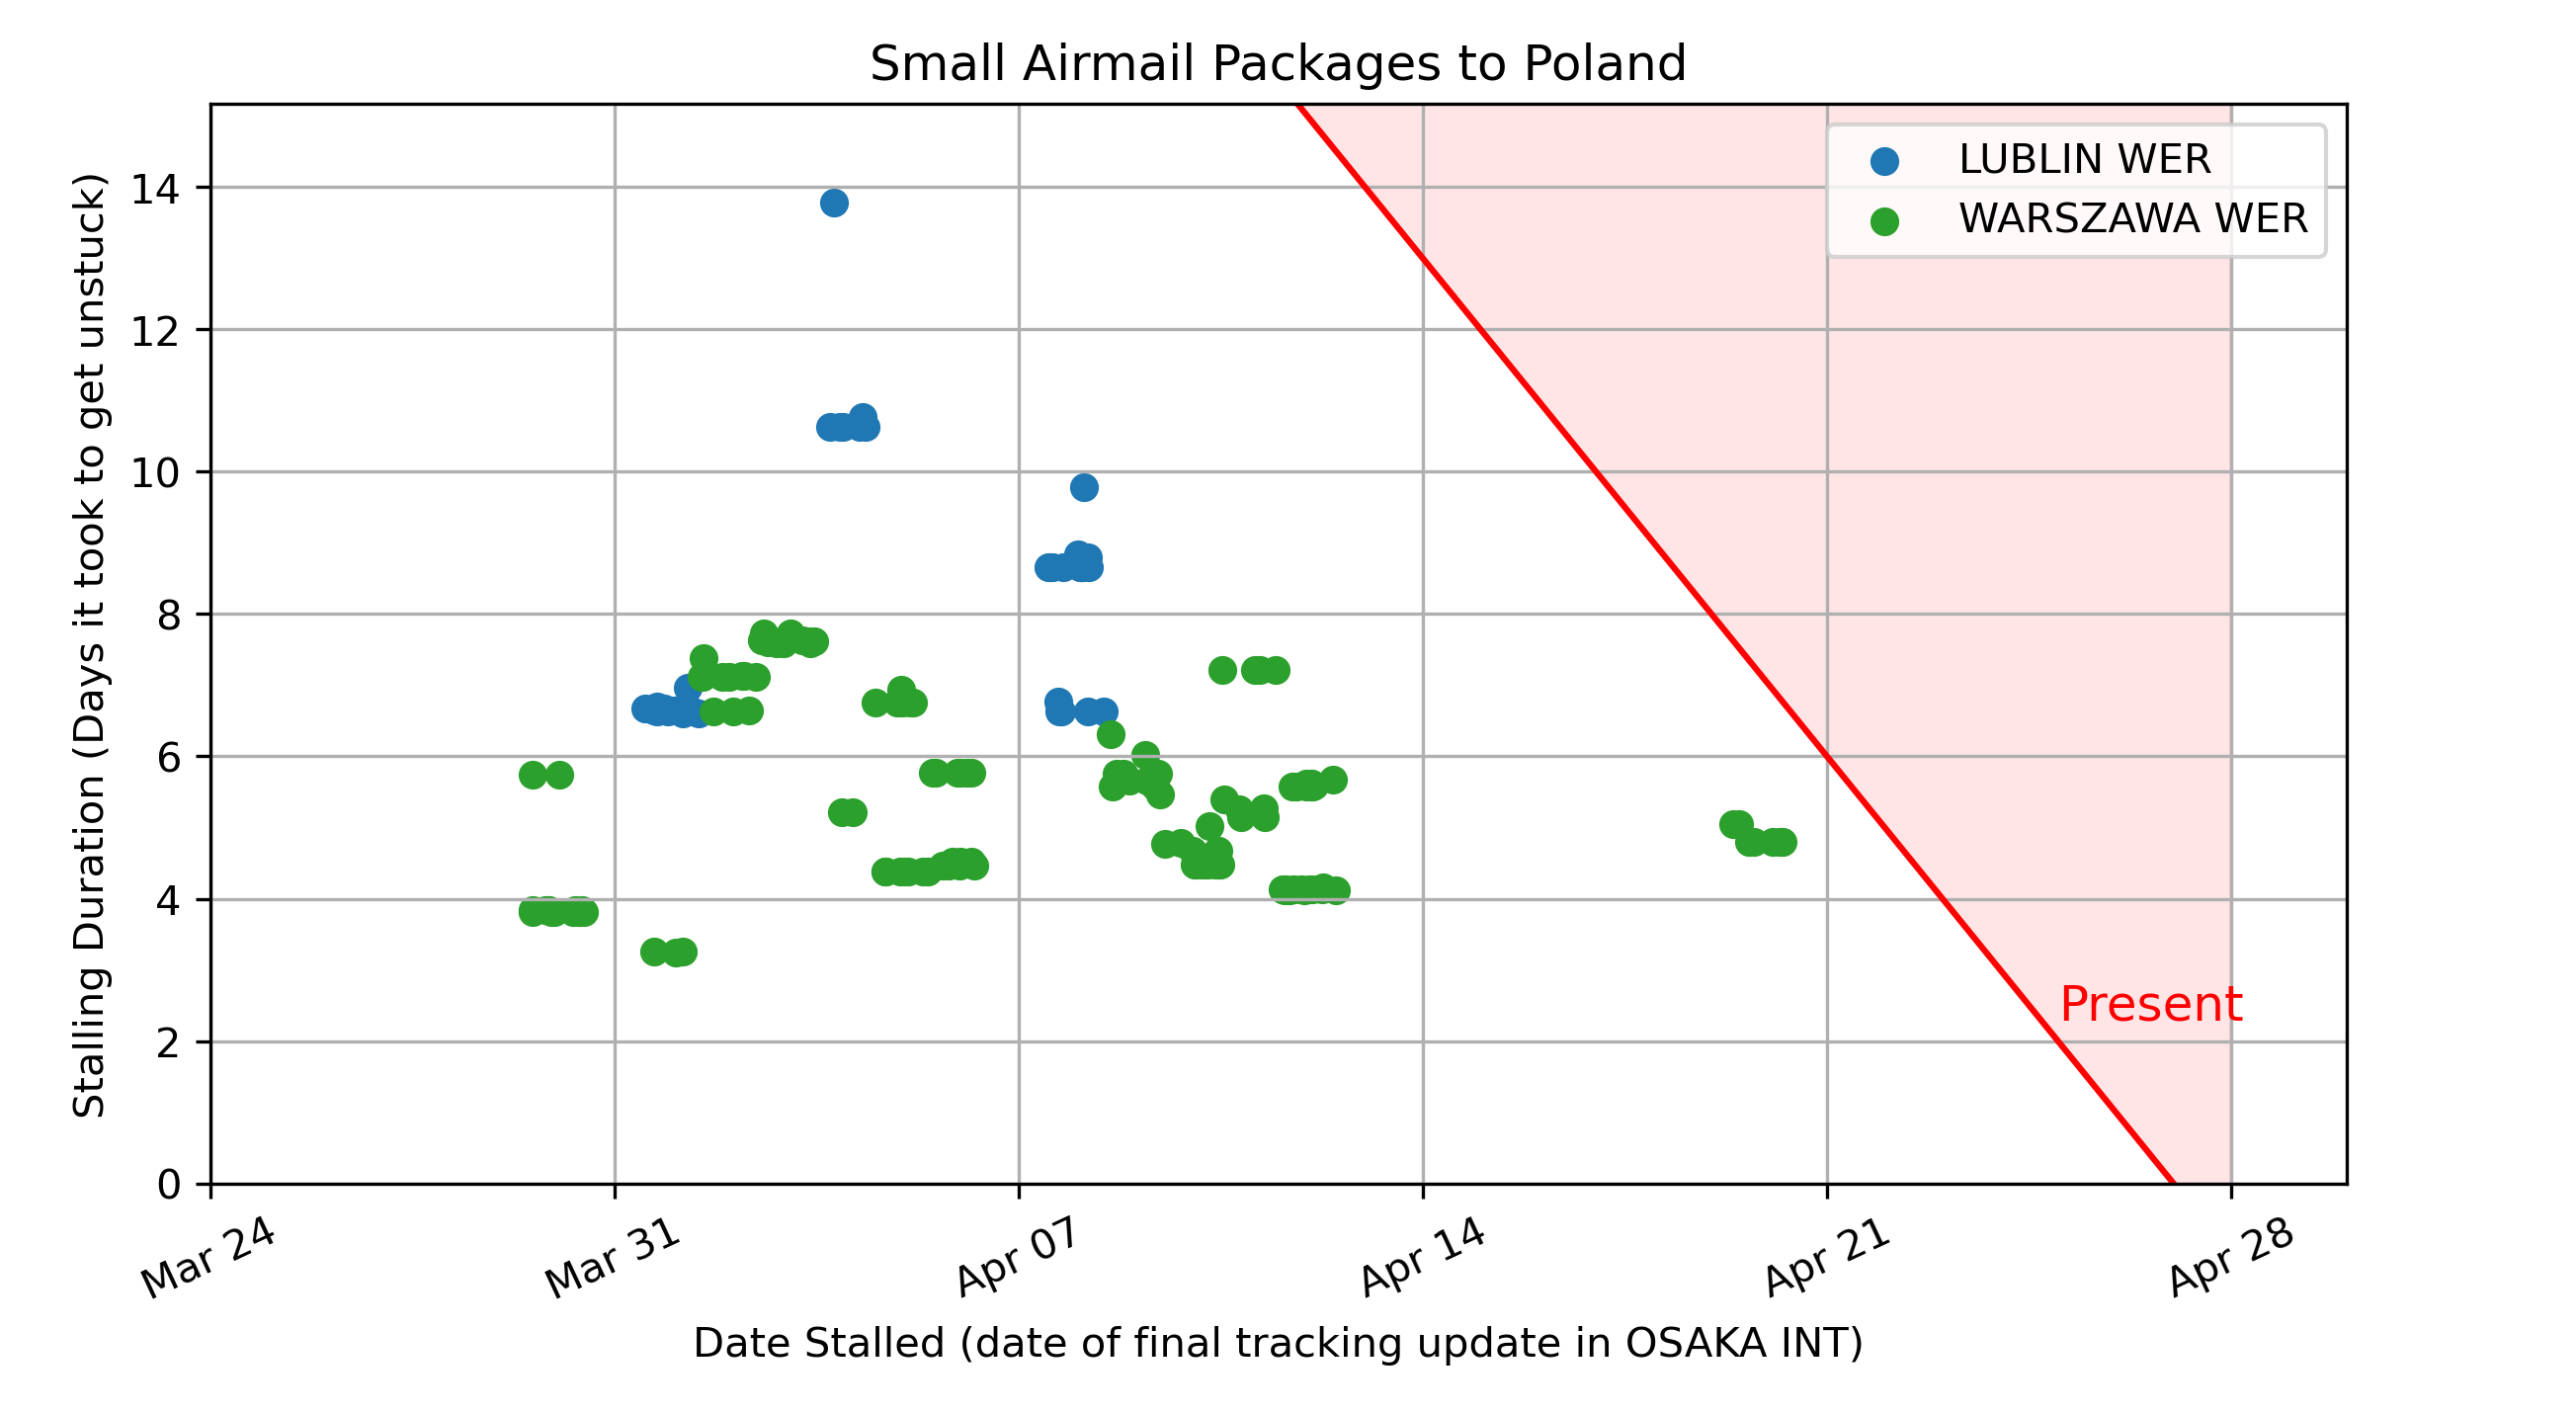 Small Airmail Packages to Poland
Stalling Duration (Days it took to get unstuck)
14
12
10
8
6
4
2
0
LUBLIN WER
WARSZAWA WER
Present
Mar 24
Mar 31
Apr 07
Apr 14
Apr 21
Apr 28
Date Stalled (date of final tracking update in OSAKA INT)